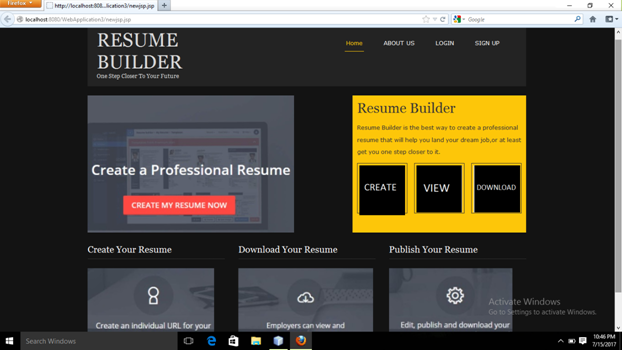 Firefox
http://localhost:808...lication3/newjsp.jsp
localhost:8080/WebApplication3/newjsp.jsp
Google
RESUME
BUILDER
One Step Closer To Your Future
Home
ABOUT US
LOGIN
SIGN UP
Create a Professional Resume
CREATE MY RESUME NOW
Resume Builder
Resume Builder is the best way to create a professional
resume that will help you land your dream job,or at least
get you one step closer to it.
CREATE
VIEW
DOWNLOAD
Create Your Resume
Download Your Resume
Publish Your Resume
Create an individual URL for your
Employers can view and
Edit, publish and download your
Activate Windows
Go to Settings to activate Windows.
Search Windows
10:46 PM
7/15/2017